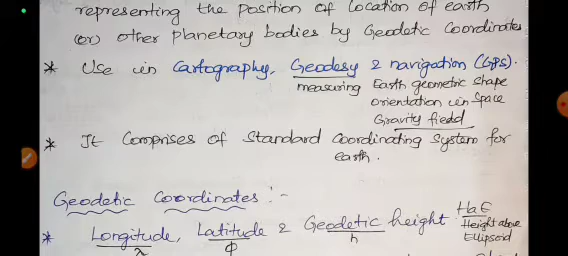 representing the position of location of earth
(or) other planetary bodies by Geodetic Coordinates
* Use in Cartography, Geodesy & navigation (GPS).
measuring Earth geometric shape
orientation in space
Gravity field
* It Comprises of Standard Coordinating System for
earth.
Geodetic Coordinates :-
* Longitude, Latitude & Geodetic height HaE
λ Φ h Height above
Ellipsoid